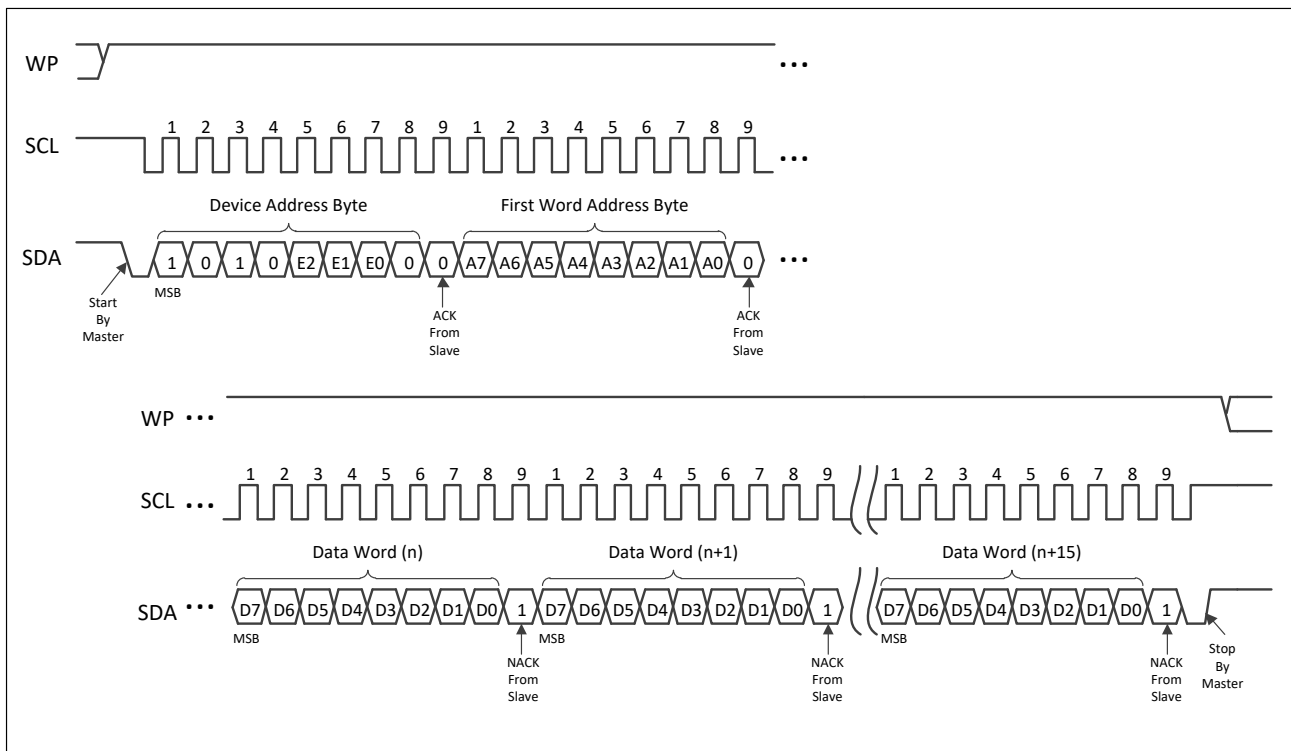 WP
...
SCL 1 2 3 4 5 6 7 8 9 1 2 3 4 5 6 7 8 9
...
Device Address Byte First Word Address Byte
SDA 1 0 1 0 E2 E1 E0 0 0 A7 A6 A5 A4 A3 A2 A1 A0 0 ...
MSB
Start
By
Master
ACK
From
Slave
ACK
From
Slave
WP ...
1 2 3 4 5 6 7 8 9 1 2 3 4 5 6 7 8 9 1 2 3 4 5 6 7 8 9
SCL ...
Data Word (n) Data Word (n+1) Data Word (n+15)
SDA ... D7 D6 D5 D4 D3 D2 D1 D0 1 D7 D6 D5 D4 D3 D2 D1 D0 1 D7 D6 D5 D4 D3 D2 D1 D0 1
MSB MSB MSB
NACK
From
Slave
NACK
From
Slave
NACK
From
Slave
Stop
By
Master